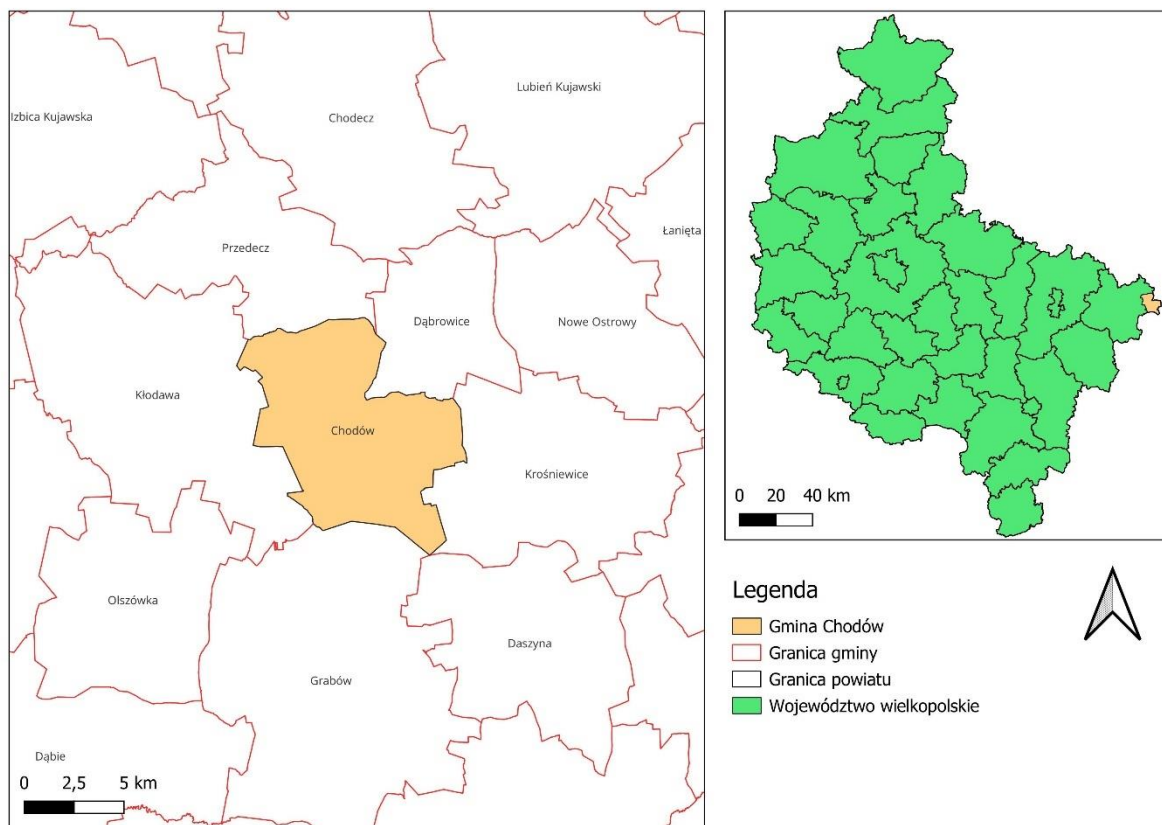 Lubień Kujawski
Izbica Kujawska
Chodecz
Łanięta
Przedecz
Dąbrowice
Nowe Ostrowy
Kłodawa
Chodów
Krośniewice
Olszówka
Daszyna
Grabów
Dąbie
0 2,5 5 km
0 20 40 km
Legenda
Gmina Chodów
Granica gminy
Granica powiatu
Województwo wielkopolskie